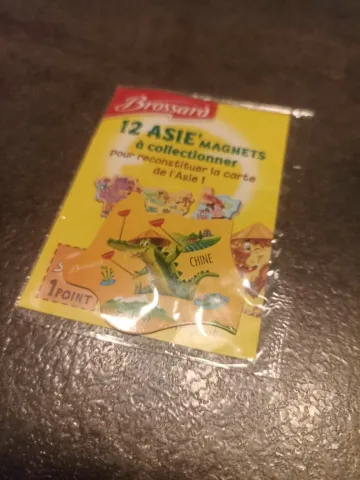 Brossard
12 ASIE' MAGNETS
à collectionner
pour reconstituer la carte
de l'Asie !
CHINE
1 POINT